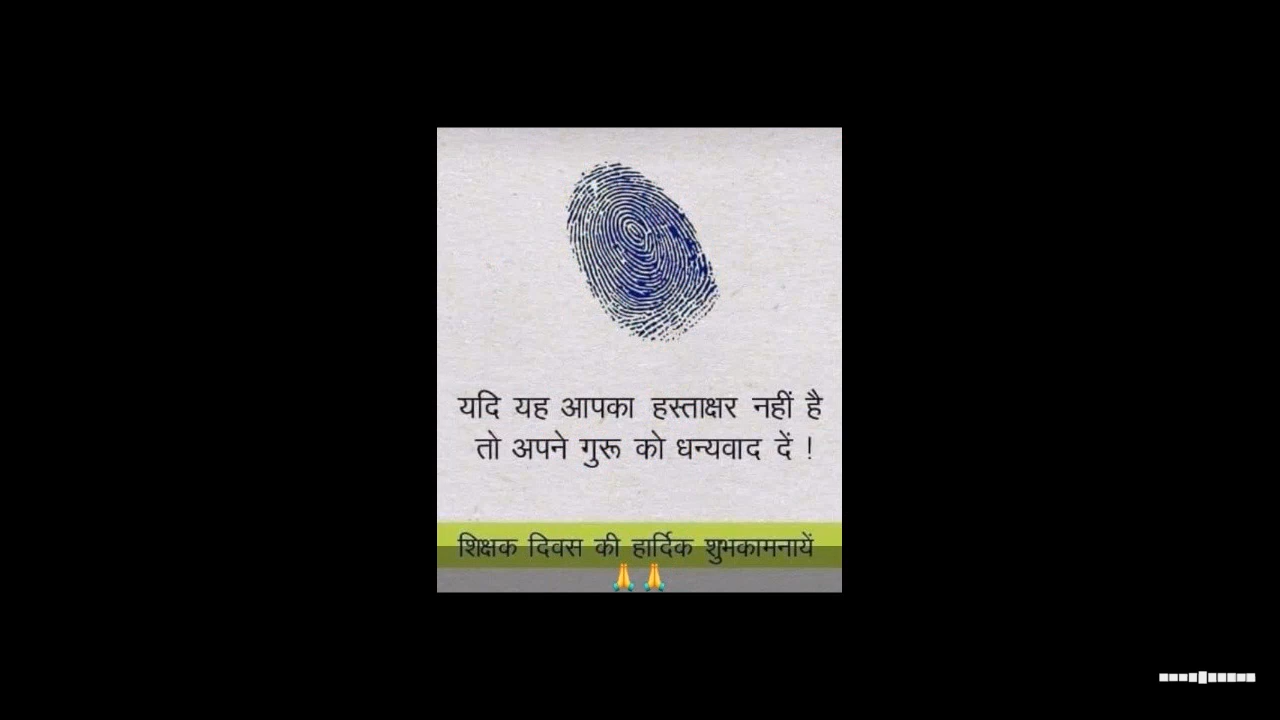 यदि यह आपका हस्ताक्षर नहीं है
तो अपने गुरू को धन्यवाद दें !
शिक्षक दिवस की हार्दिक शुभकामनायें
🙏🙏